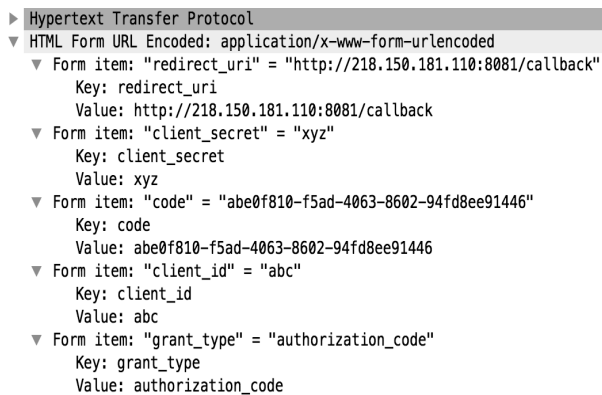 Hypertext Transfer Protocol
HTML Form URL Encoded: application/x-www-form-urlencoded
Form item: "redirect_uri" = "http://218.150.181.110:8081/callback"
Key: redirect_uri
Value: http://218.150.181.110:8081/callback
Form item: "client_secret" = "xyz"
Key: client_secret
Value: xyz
Form item: "code" = "abe0f810-f5ad-4063-8602-94fd8ee91446"
Key: code
Value: abe0f810-f5ad-4063-8602-94fd8ee91446
Form item: "client_id" = "abc"
Key: client_id
Value: abc
Form item: "grant_type" = "authorization_code"
Key: grant_type
Value: authorization_code